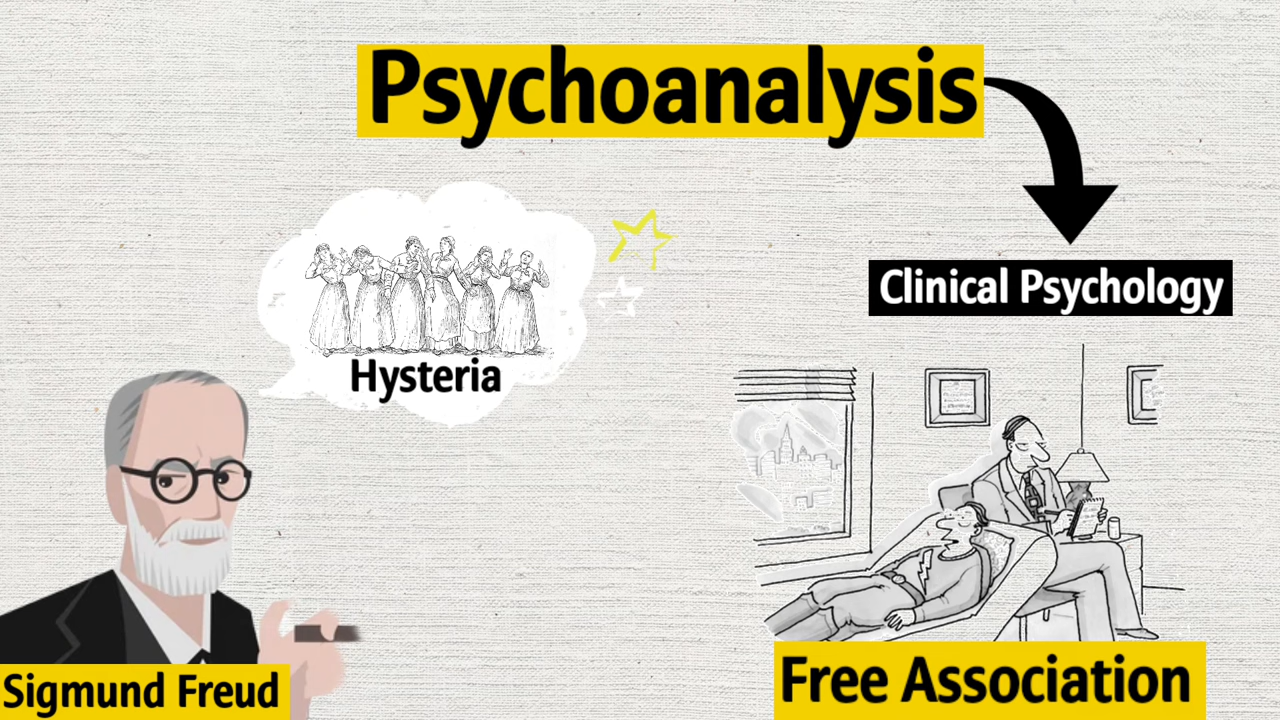 Psychoanalysis
Clinical Psychology
Hysteria
Sigmund Freud
Free Association